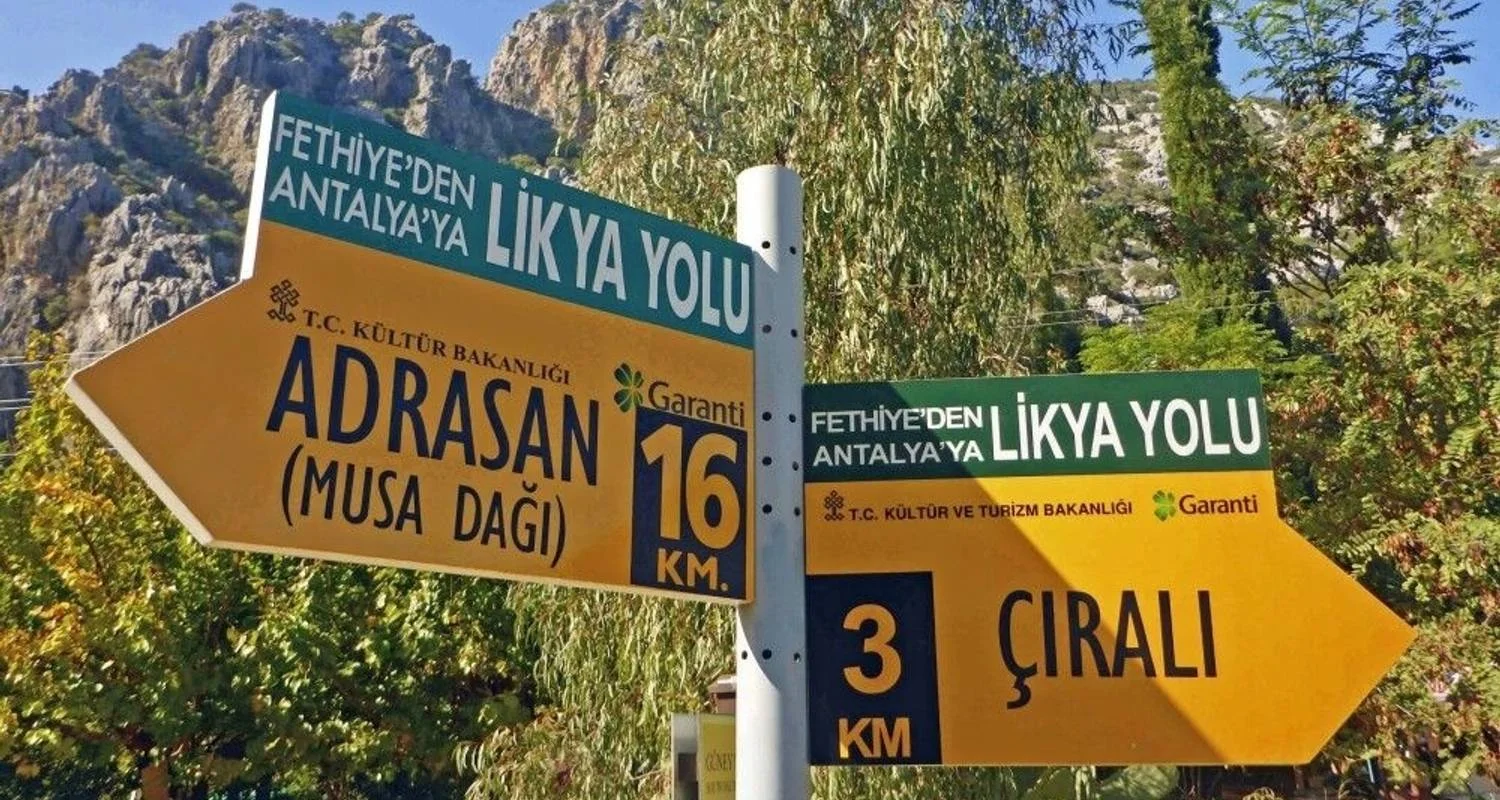 FETHİYE'DEN
ANTALYA'YA
LİKYA YOLU
T.C. KÜLTÜR BAKANLIĞI
Garanti
ADRASAN
(MUSA DAĞI)
16
KM.
FETHİYE'DEN
ANTALYA'YA
LİKYA YOLU
T.C. KÜLTÜR VE TURİZM BAKANLIĞI
Garanti
3
KM
ÇIRALI